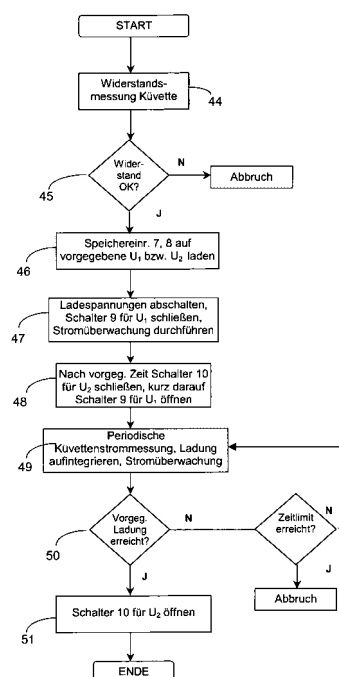 START
Widerstands-
messung Küvette
44
Wider-
stand
OK?
45
N
Abbruch
J
Speichereinr. 7, 8 auf
vorgegebene U₁ bzw. U₂ laden
46
Ladespannungen abschalten,
Schalter 9 für U₁ schließen,
Stromüberwachung durchführen
47
Nach vorgeg. Zeit Schalter 10
für U₂ schließen, kurz darauf
Schalter 9 für U₁ öffnen
48
Periodische
Küvettenstrommessung, Ladung
aufintegrieren, Stromüberwachung
49
Vorgeg.
Ladung
erreicht?
50
N
Zeitlimit
erreicht?
N
J
J
Abbruch
Schalter 10 für U₂ öffnen
51
ENDE